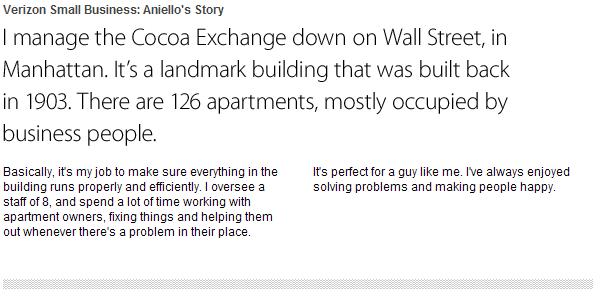 Verizon Small Business: Aniello's Story
I manage the Cocoa Exchange down on Wall Street, in
Manhattan. It's a landmark building that was built back
in 1903. There are 126 apartments, mostly occupied by
business people.
Basically, it's my job to make sure everything in the
building runs properly and efficiently. I oversee a
staff of 8, and spend a lot of time working with
apartment owners, fixing things and helping them
out whenever there's a problem in their place.
It's perfect for a guy like me. I've always enjoyed
solving problems and making people happy.